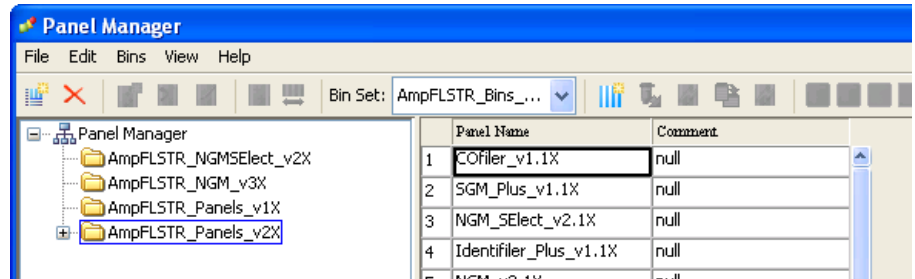 Panel Manager
File Edit Bins View Help
Bin Set: AmpFLSTR_Bins_...
Panel Manager
AmpFLSTR_NGMSElect_v2X
AmpFLSTR_NGM_v3X
AmpFLSTR_Panels_v1X
AmpFLSTR_Panels_v2X
Panel Name Comment
1 COfiler_v1.1X null
2 SGM_Plus_v1.1X null
3 NGM_SElect_v2.1X null
4 Identifiler_Plus_v1.1X null